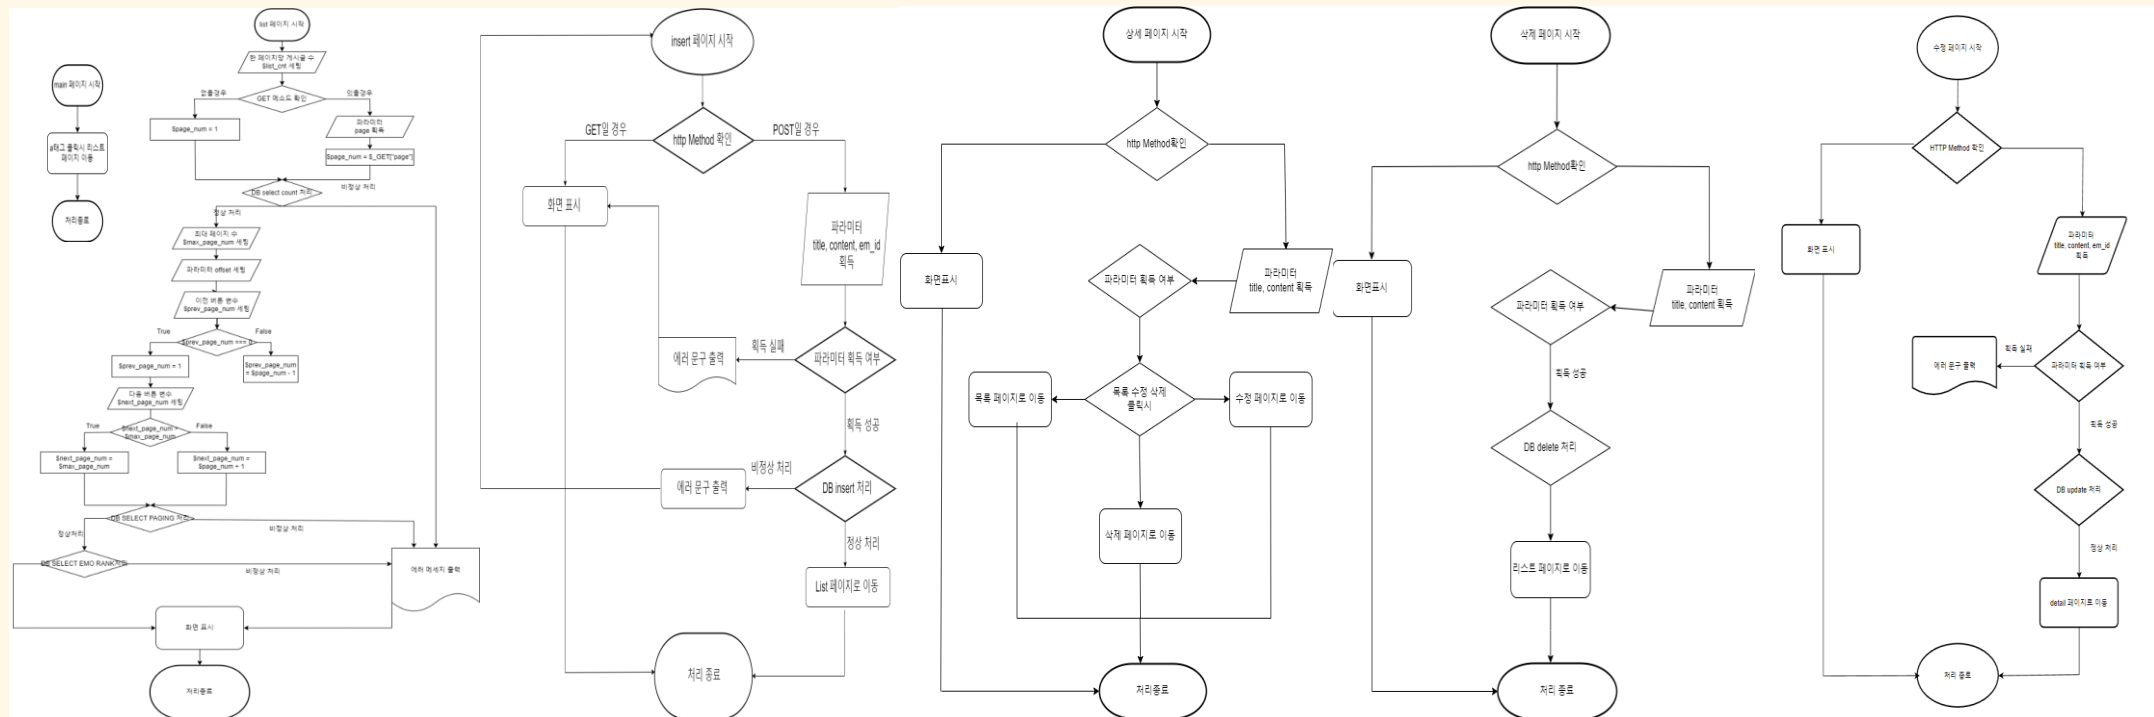 main 페이지 시작
a태그 클릭시 리스트
페이지 이동
처리종료
list 페이지 시작
한 페이지당 게시글 수
$list_cnt 세팅
GET 메소드 확인
없을경우
있을경우
$page_num = 1
파라미터
page 획득
$page_num = $_GET["page"]
DB select count 처리
비정상 처리
정상 처리
최대 페이지 수
$max_page_num 세팅
파라미터 offset 세팅
이전 버튼 변수
$prev_page_num 세팅
True
False
$prev_page_num === 0
$prev_page_num = 1
$prev_page_num
= $page_num - 1
다음 버튼 변수
$next_page_num 세팅
True
False
$next_page_num >
$max_page_num
$next_page_num =
$max_page_num
$next_page_num =
$page_num + 1
DB SELECT PAGING 처리
비정상 처리
정상처리
DB SELECT EMO RANK처리
비정상 처리
에러 메세지 출력
화면 표시
처리종료
insert 페이지 시작
http Method 확인
GET일 경우
POST일 경우
화면 표시
파라미터
title, content, em_id
획득
파라미터 획득 여부
획득 실패
에러 문구 출력
획득 성공
DB insert 처리
비정상 처리
에러 문구 출력
정상 처리
List 페이지로 이동
처리 종료
상세 페이지 시작
http Method확인
화면표시
파라미터
title, content 획득
파라미터 획득 여부
목록 수정 삭제
클릭시
목록 페이지로 이동
수정 페이지로 이동
삭제 페이지로 이동
처리종료
삭제 페이지 시작
http Method확인
화면표시
파라미터
title, content 획득
파라미터 획득 여부
획득 성공
DB delete 처리
리스트 페이지로 이동
처리 종료
수정 페이지 시작
HTTP Method 확인
화면 표시
파라미터
title, content, em_id
획득
파라미터 획득 여부
획득 실패
에러 문구 출력
획득 성공
DB update 처리
정상 처리
detail 페이지로 이동
처리 종료